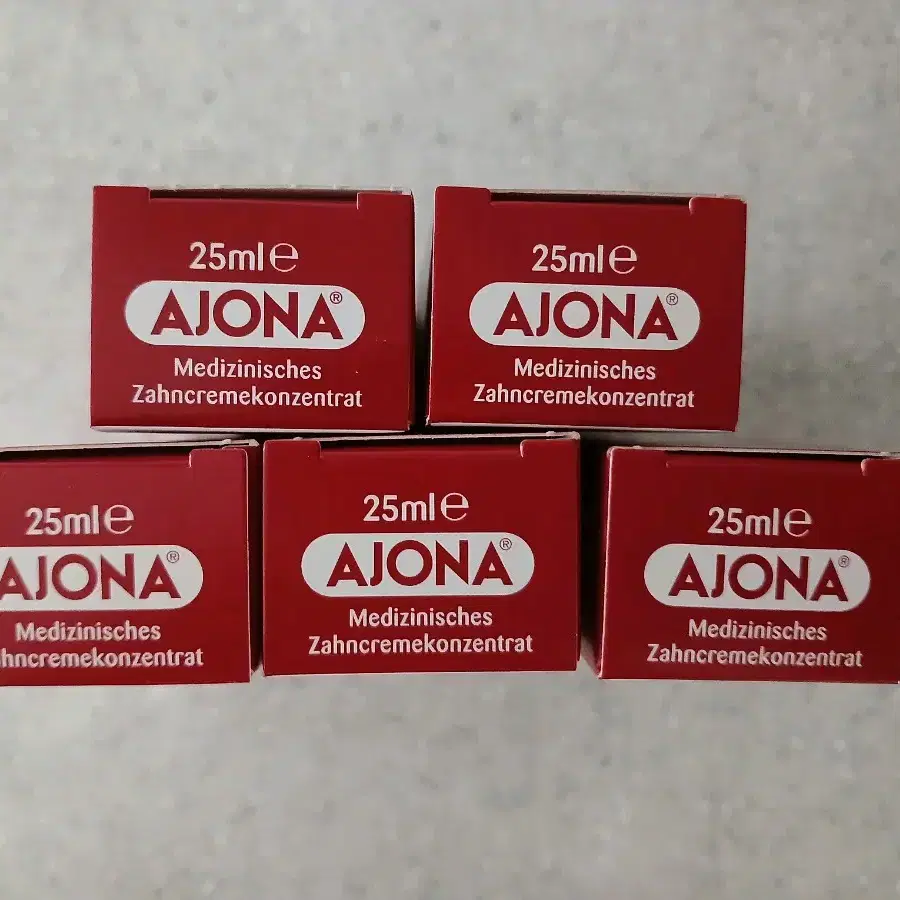 25ml ℮
AJONA®
Medizinisches
Zahncremekonzentrat
25ml ℮
AJONA®
Medizinisches
Zahncremekonzentrat
25ml ℮
AJONA®
Medizinisches
hncremekonzentrat
25ml ℮
AJONA®
Medizinisches
Zahncremekonzentrat
25ml ℮
AJONA®
Medizinisches
Zahncremekonzentrat